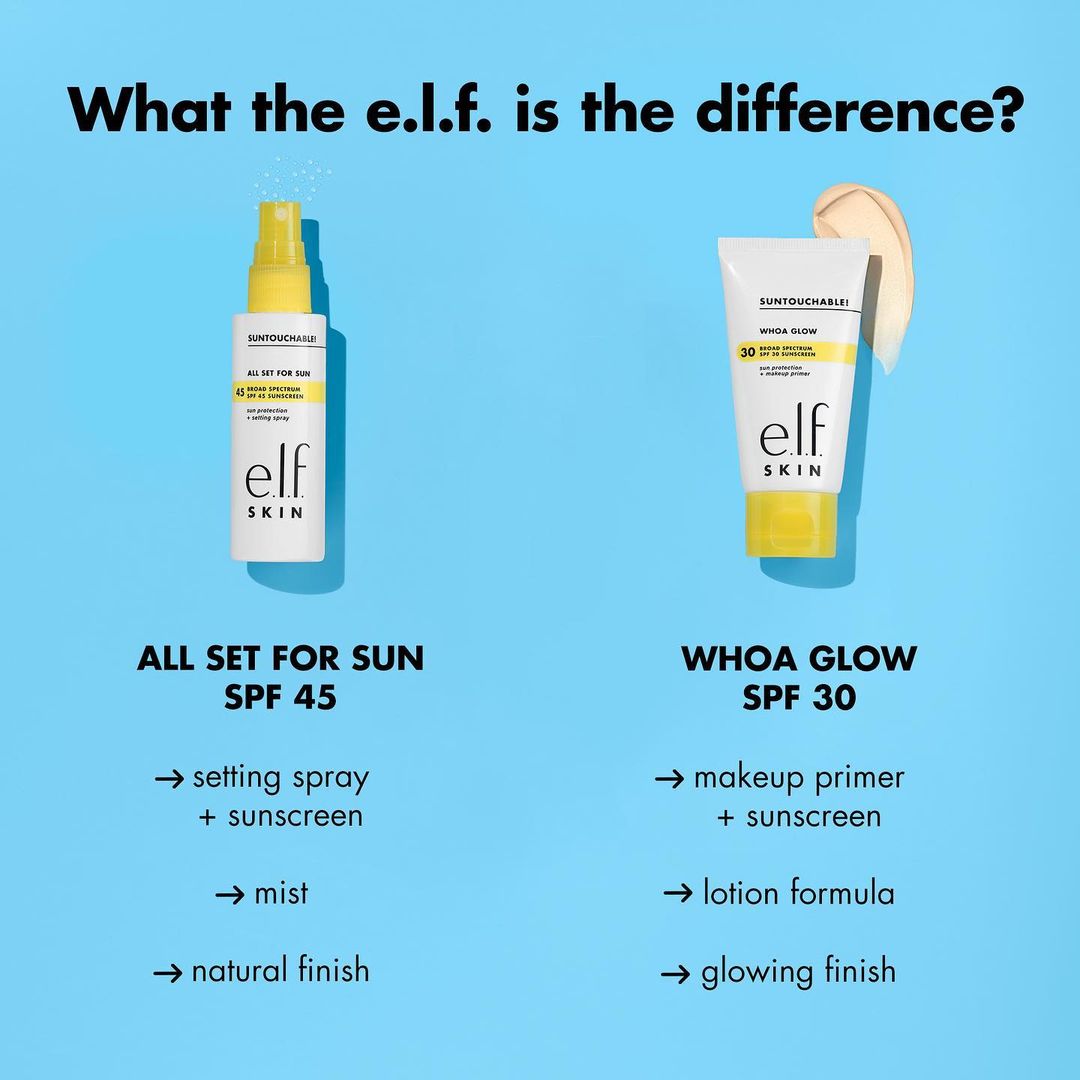 What the e.l.f. is the difference?
SUNTOUCHABLE!
ALL SET FOR SUN
45 BROAD SPECTRUM
SPF 45 SUNSCREEN
sun protection
+ setting spray
e.l.f.
SKIN
SUNTOUCHABLE!
WHOA GLOW
30 BROAD SPECTRUM
SPF 30 SUNSCREEN
sun protection
+ makeup primer
e.l.f.
SKIN
ALL SET FOR SUN
SPF 45
→ setting spray
+ sunscreen
→ mist
→ natural finish
WHOA GLOW
SPF 30
→ makeup primer
+ sunscreen
→ lotion formula
→ glowing finish